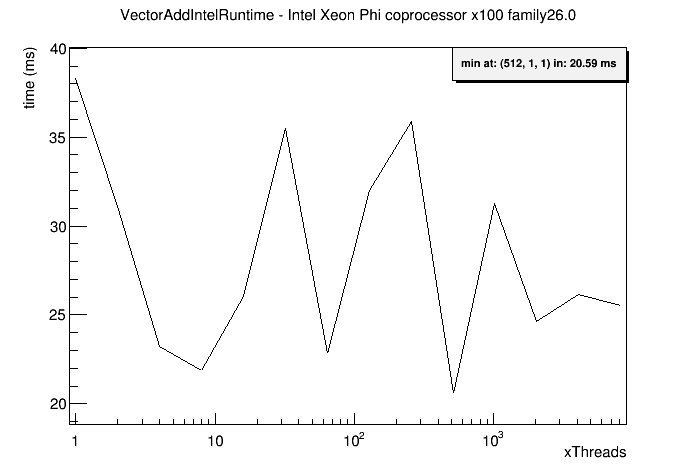 VectorAddIntelRuntime - Intel Xeon Phi coprocessor x100 family26.0
time (ms)
min at: (512, 1, 1) in: 20.59 ms
40
35
30
25
20
1 10 10² 10³
xThreads